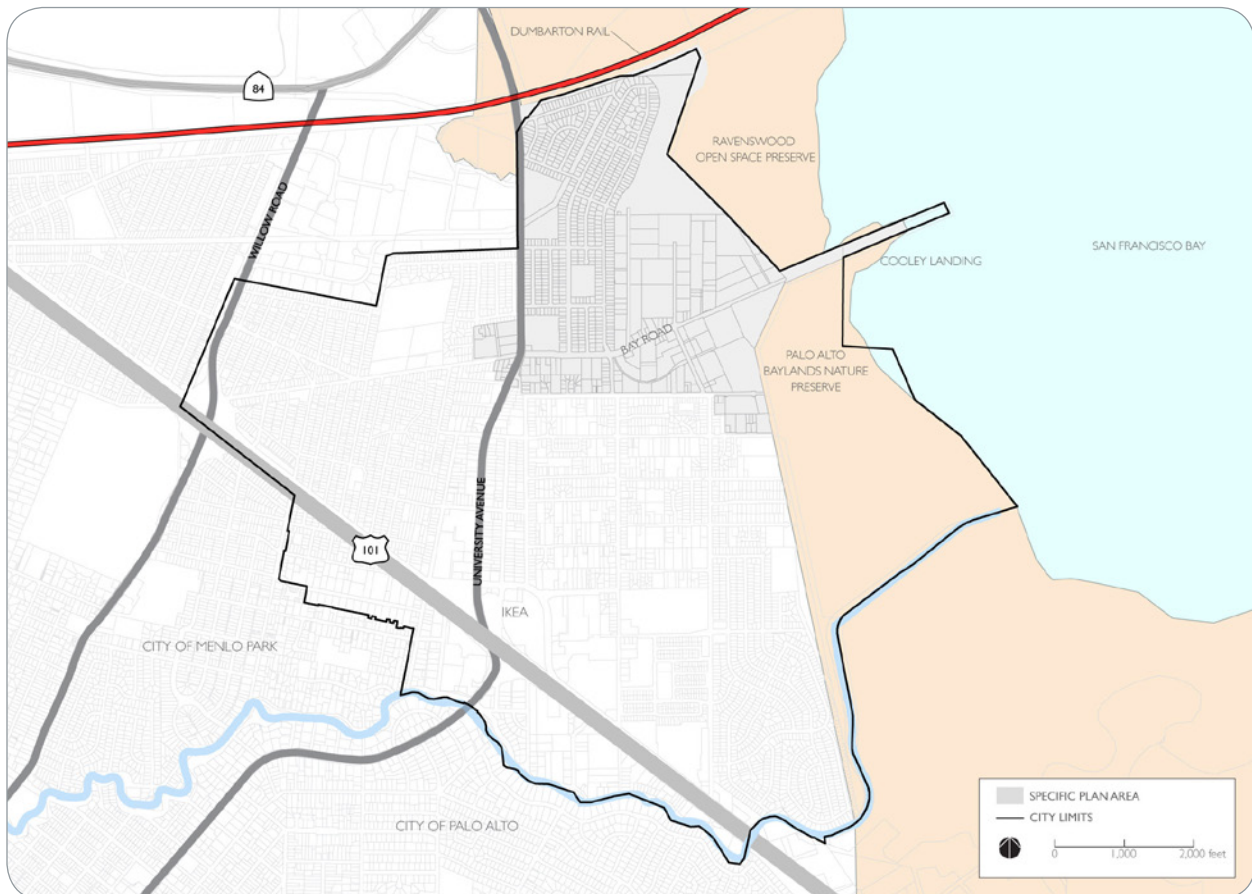 DUMBARTON RAIL
84
RAVENSWOOD
OPEN SPACE PRESERVE
WILLOW ROAD
SAN FRANCISCO BAY
COOLEY LANDING
BAY ROAD
PALO ALTO
BAYLANDS NATURE
PRESERVE
UNIVERSITY AVENUE
101
IKEA
CITY OF MENLO PARK
CITY OF PALO ALTO
SPECIFIC PLAN AREA
CITY LIMITS
0 1,000 2,000 feet